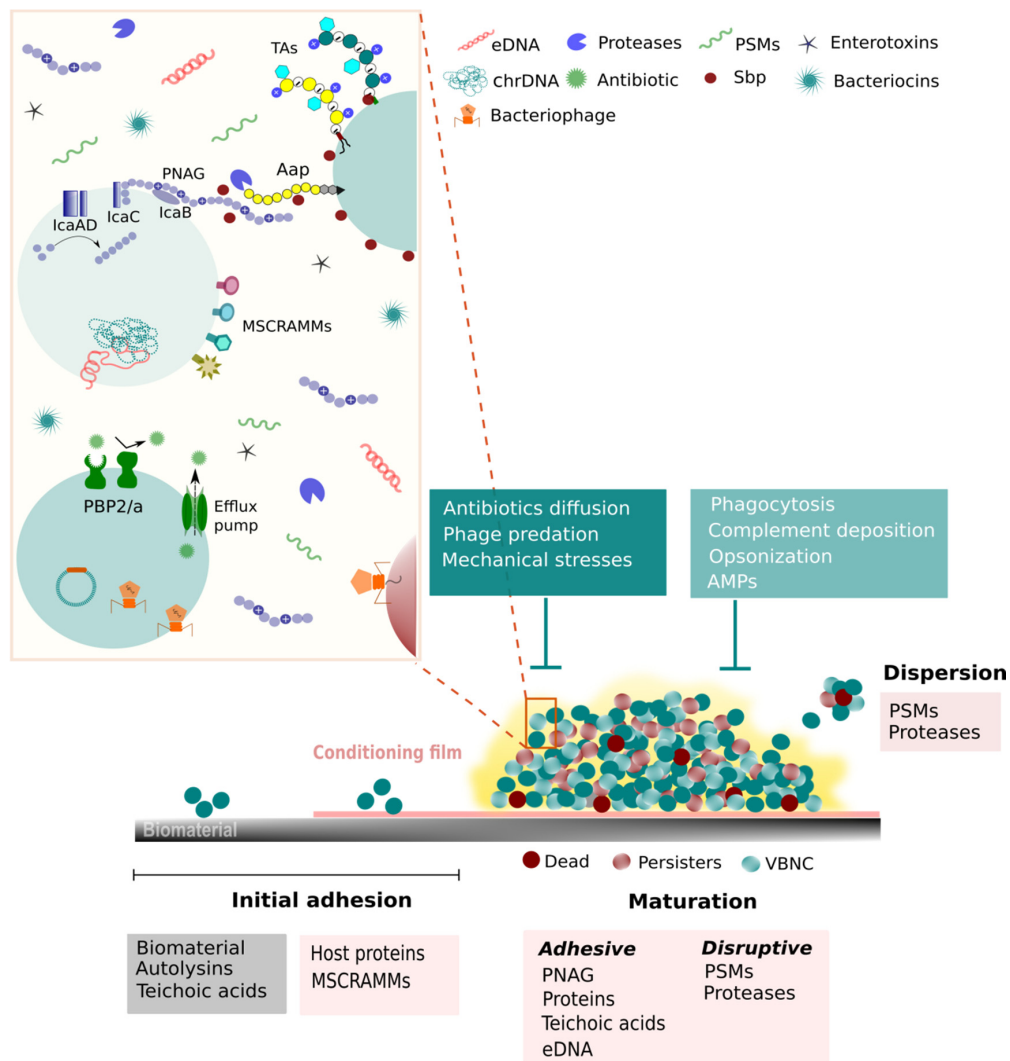 TAs
eDNA
Proteases
PSMs
Enterotoxins
chrDNA
Antibiotic
Sbp
Bacteriocins
Bacteriophage
PNAG
Aap
IcaAD
IcaC
IcaB
MSCRAMMs
PBP2/a
Efflux
pump
Antibiotics diffusion
Phage predation
Mechanical stresses
Phagocytosis
Complement deposition
Opsonization
AMPs
Dispersion
PSMs
Proteases
Conditioning film
Biomaterial
Dead
Persisters
VBNC
Initial adhesion
Maturation
Biomaterial
Autolysins
Teichoic acids
Host proteins
MSCRAMMs
Adhesive
PNAG
Proteins
Teichoic acids
eDNA
Disruptive
PSMs
Proteases